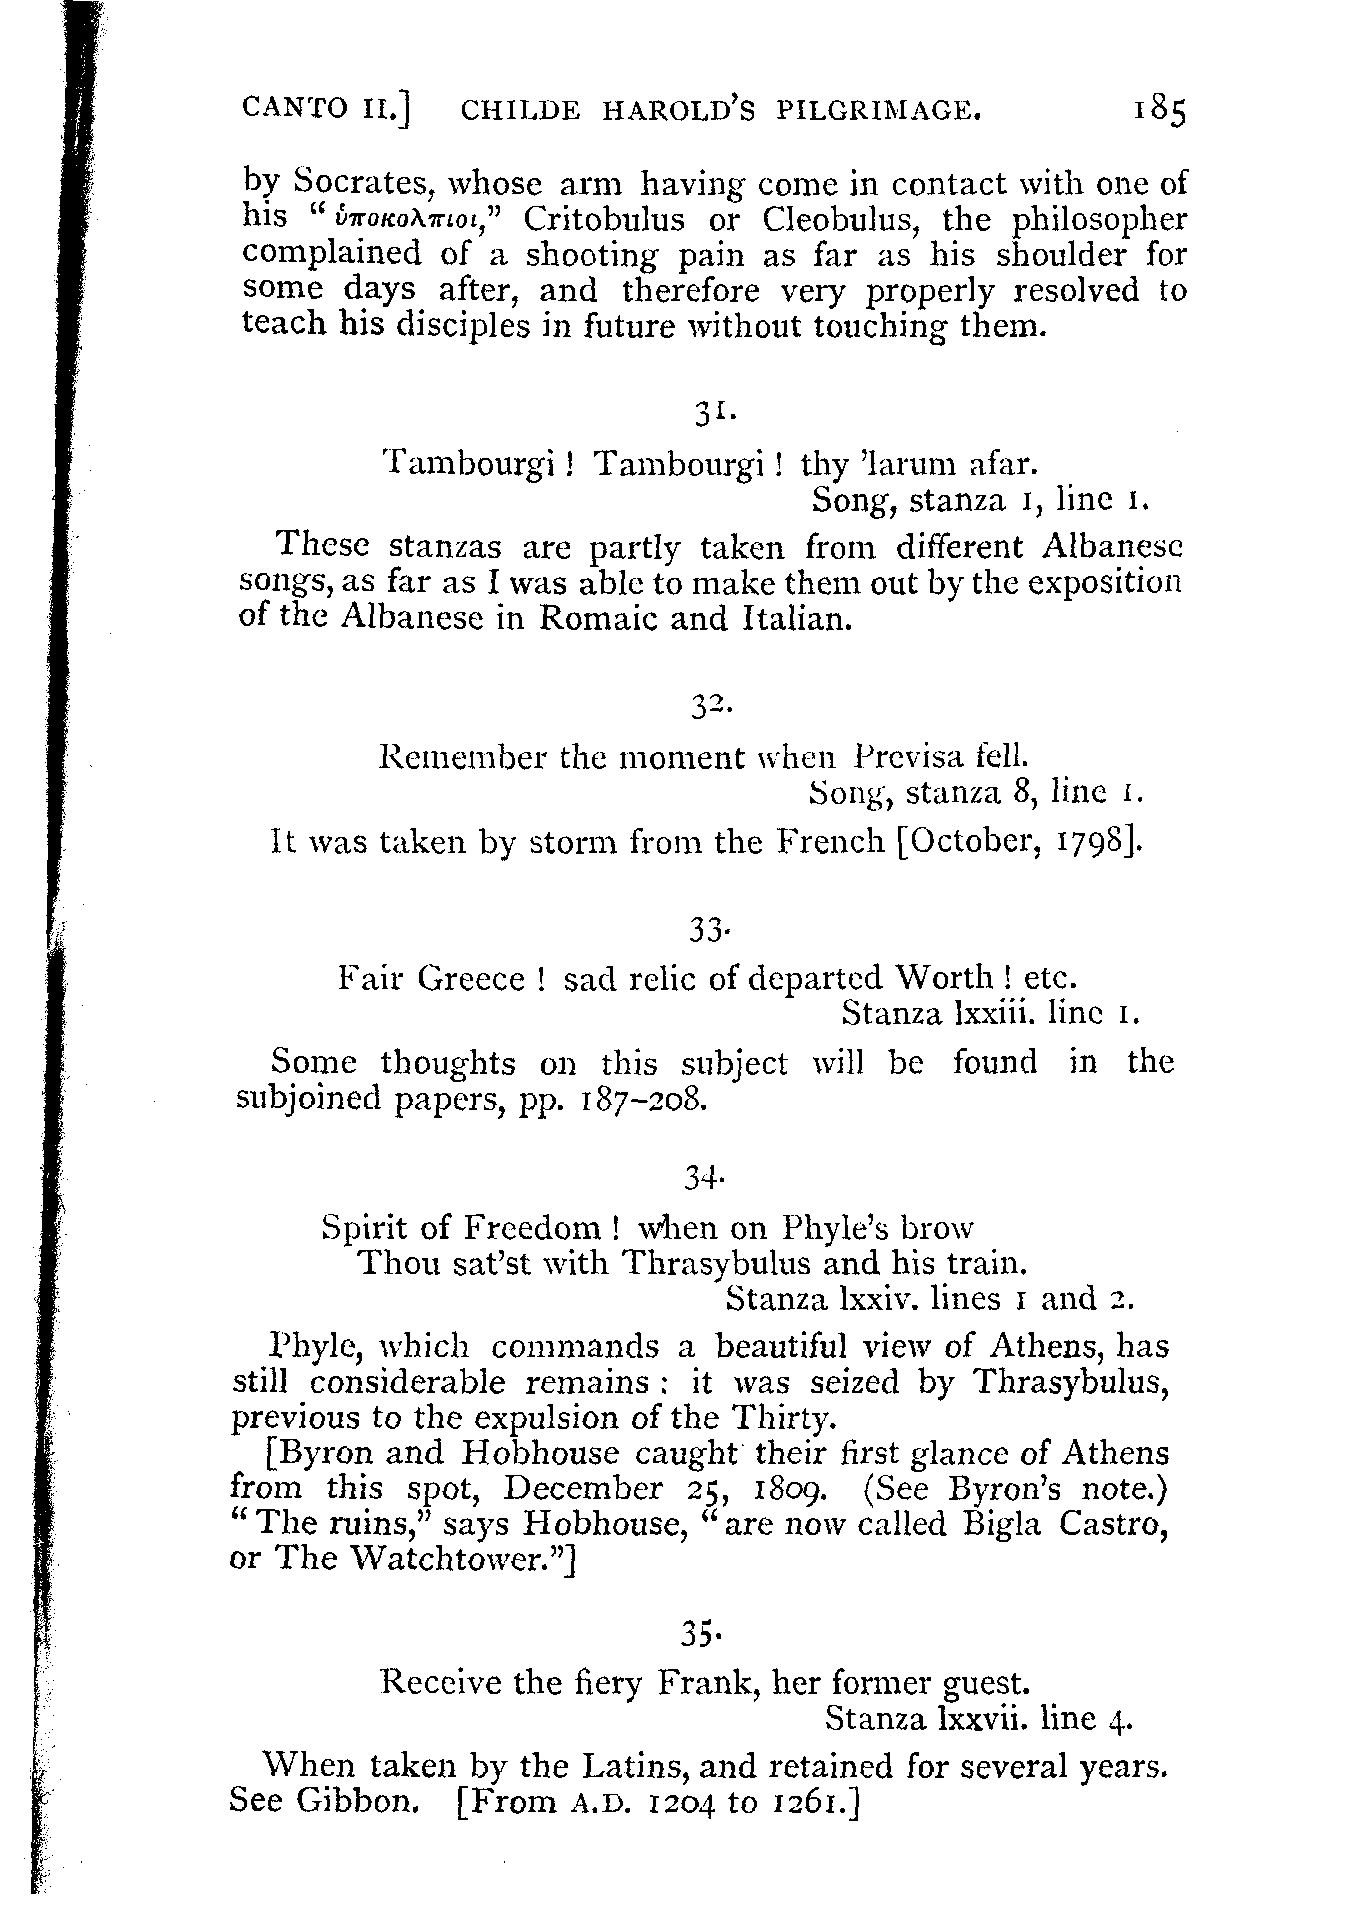 CANTO II.] CHILDE HAROLD'S PILGRIMAGE. 185
by Socrates, whose arm having come in contact with one of
his “ὑποκολπιοι,” Critobulus or Cleobulus, the philosopher
complained of a shooting pain as far as his shoulder for
some days after, and therefore very properly resolved to
teach his disciples in future without touching them.
31.
Tambourgi ! Tambourgi ! thy 'larum afar.
Song, stanza 1, line 1.
These stanzas are partly taken from different Albanese
songs, as far as I was able to make them out by the exposition
of the Albanese in Romaic and Italian.
32.
Remember the moment when Previsa fell.
Song, stanza 8, line 1.
It was taken by storm from the French [October, 1798].
33.
Fair Greece ! sad relic of departed Worth ! etc.
Stanza lxxiii. line 1.
Some thoughts on this subject will be found in the
subjoined papers, pp. 187–208.
34.
Spirit of Freedom ! when on Phyle's brow
Thou sat'st with Thrasybulus and his train.
Stanza lxxiv. lines 1 and 2.
Phyle, which commands a beautiful view of Athens, has
still considerable remains : it was seized by Thrasybulus,
previous to the expulsion of the Thirty.
[Byron and Hobhouse caught their first glance of Athens
from this spot, December 25, 1809. (See Byron's note.)
“The ruins,” says Hobhouse, “are now called Bigla Castro,
or The Watchtower.”]
35.
Receive the fiery Frank, her former guest.
Stanza lxxvii. line 4.
When taken by the Latins, and retained for several years.
See Gibbon. [From A.D. 1204 to 1261.]